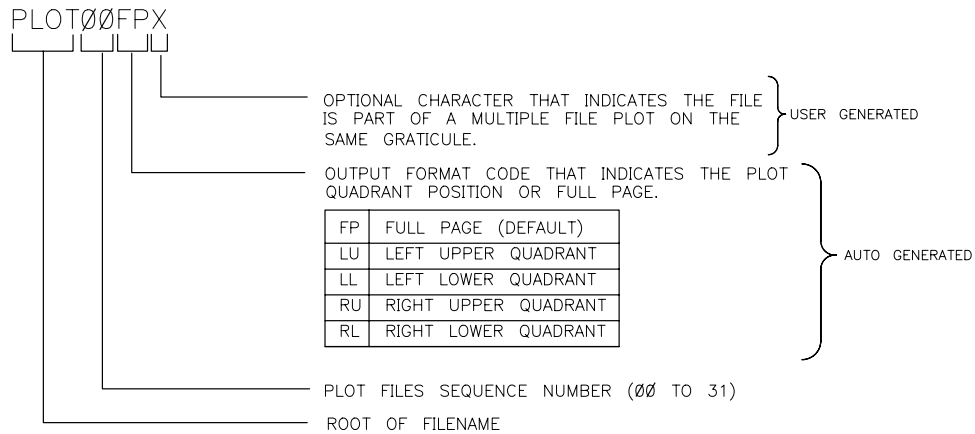 PLOTØØFPX
OPTIONAL CHARACTER THAT INDICATES THE FILE
IS PART OF A MULTIPLE FILE PLOT ON THE
SAME GRATICULE.
USER GENERATED
OUTPUT FORMAT CODE THAT INDICATES THE PLOT
QUADRANT POSITION OR FULL PAGE.
FP FULL PAGE (DEFAULT)
LU LEFT UPPER QUADRANT
LL LEFT LOWER QUADRANT
RU RIGHT UPPER QUADRANT
RL RIGHT LOWER QUADRANT
AUTO GENERATED
PLOT FILES SEQUENCE NUMBER (ØØ TO 31)
ROOT OF FILENAME